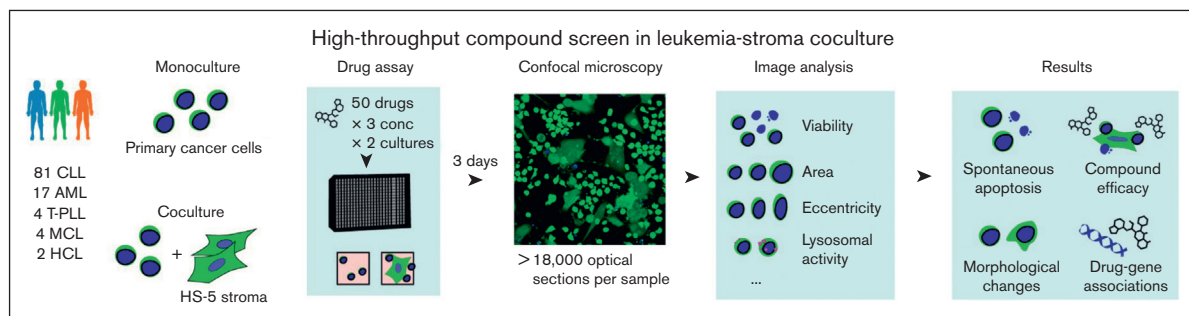 High-throughput compound screen in leukemia-stroma coculture
Monoculture
Primary cancer cells
81 CLL
17 AML
4 T-PLL
4 MCL
2 HCL
Coculture
+
HS-5 stroma
Drug assay
50 drugs
× 3 conc
× 2 cultures
3 days
Confocal microscopy
> 18,000 optical
sections per sample
Image analysis
Viability
Area
Eccentricity
Lysosomal
activity
...
Results
Spontaneous
apoptosis
Compound
efficacy
Morphological
changes
Drug-gene
associations